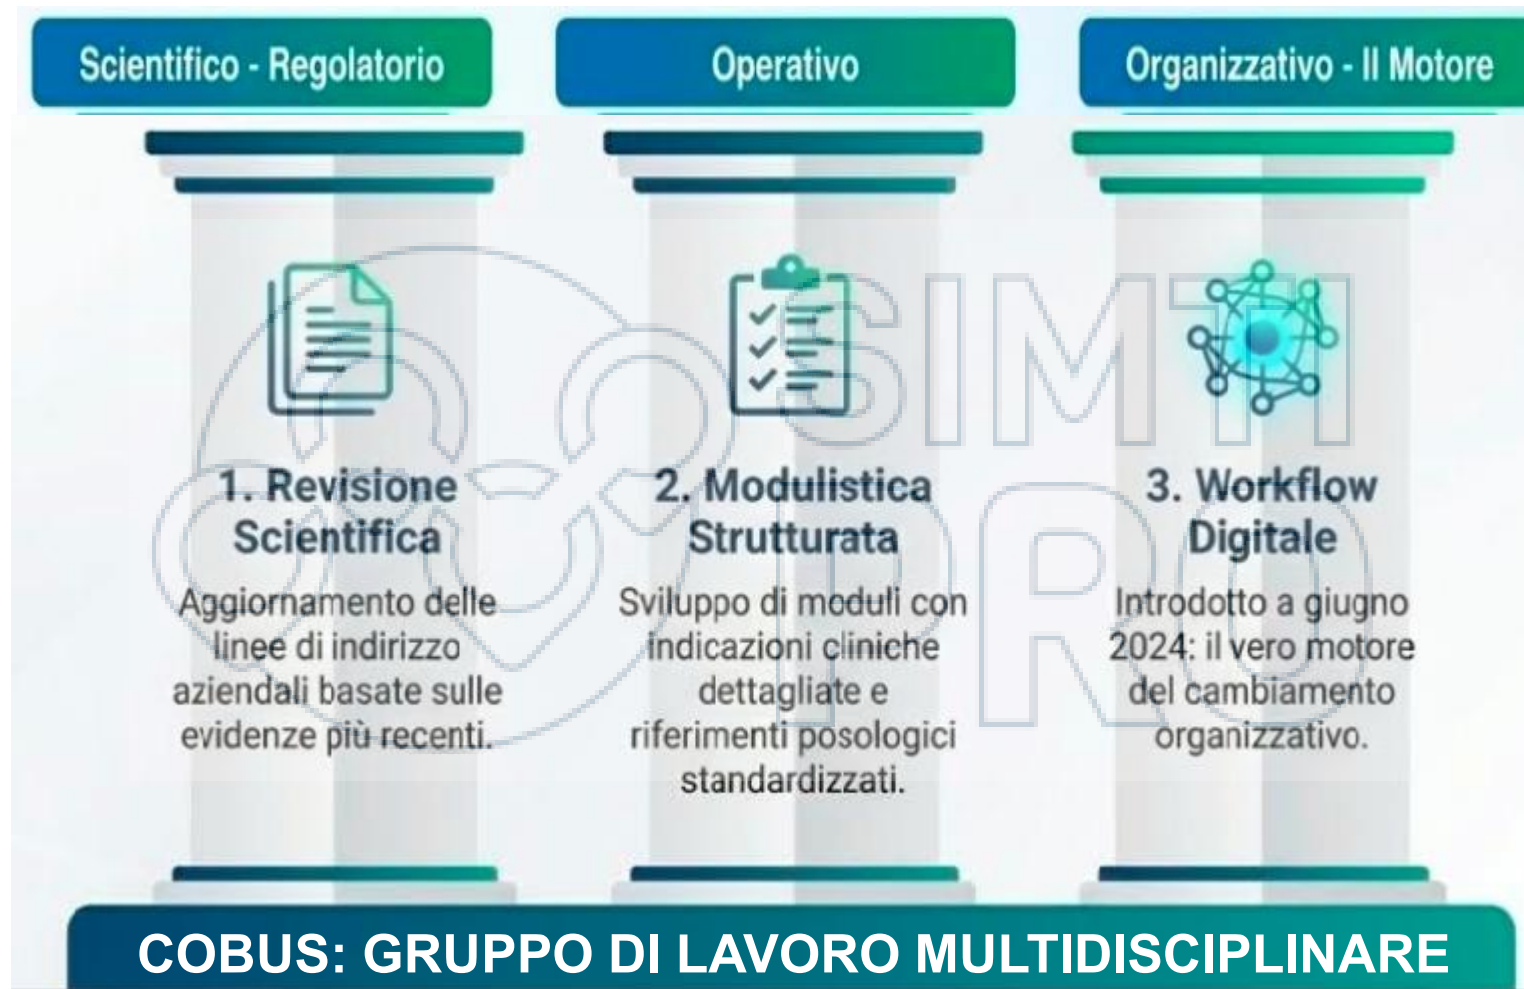 Scientifico - Regolatorio
Operativo
Organizzativo - Il Motore
1. Revisione
Scientifica
Aggiornamento delle
linee di indirizzo
aziendali basate sulle
evidenze più recenti.
2. Modulistica
Strutturata
Sviluppo di moduli con
indicazioni cliniche
dettagliate e
riferimenti posologici
standardizzati.
3. Workflow
Digitale
Introdotto a giugno
2024: il vero motore
del cambiamento
organizzativo.
SIMTI
PRO
COBUS: GRUPPO DI LAVORO MULTIDISCIPLINARE